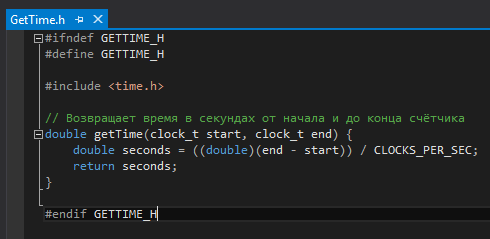 GetTime.h
#ifndef GETTIME_H
#define GETTIME_H
#include <time.h>
// Возвращает время в секундах от начала и до конца счётчика
double getTime(clock_t start, clock_t end) {
double seconds = ((double)(end - start)) / CLOCKS_PER_SEC;
return seconds;
}
#endif GETTIME_H